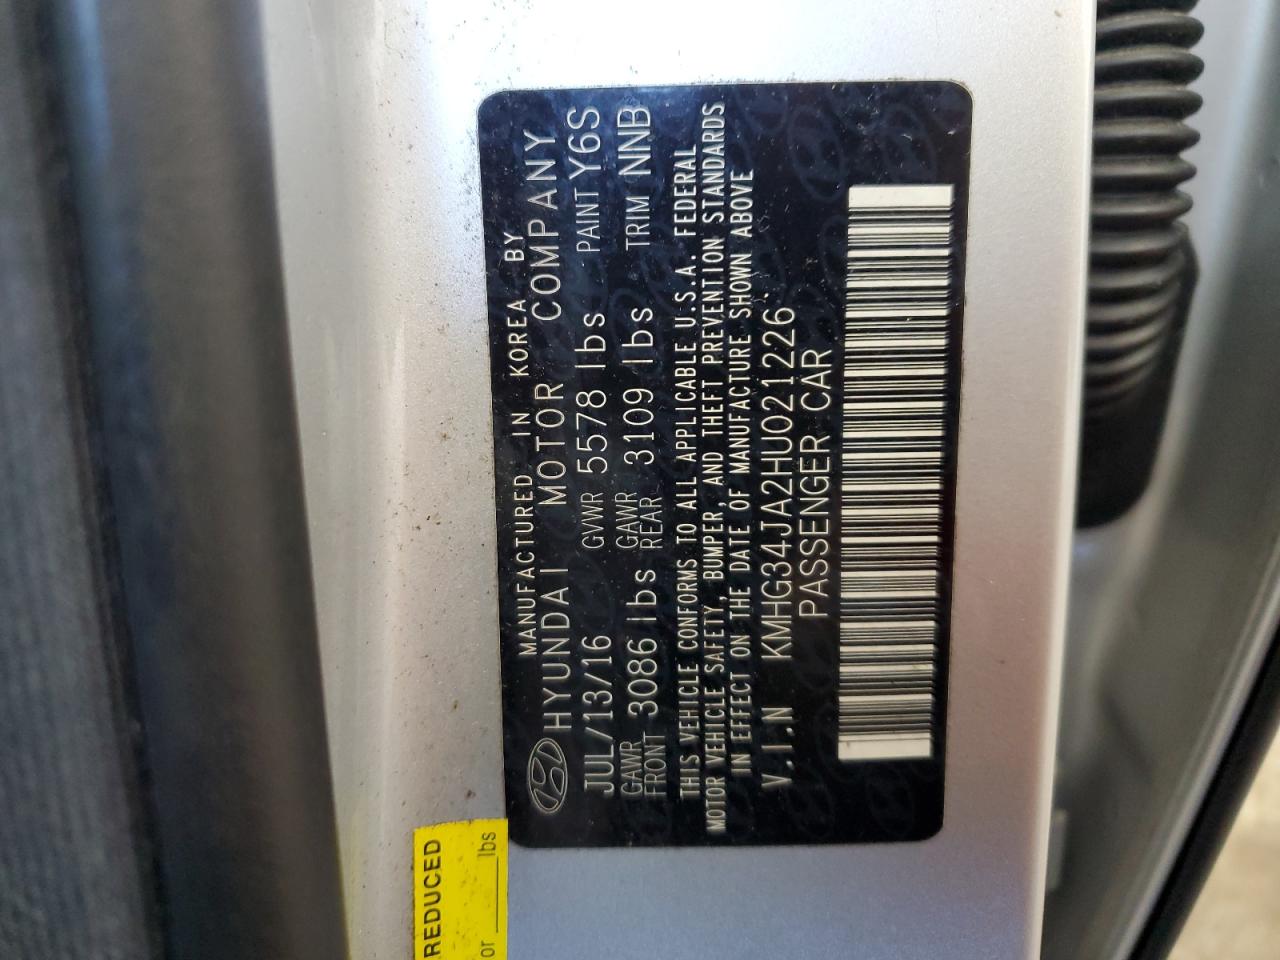 MANUFACTURED IN KOREA BY
HYUNDAI MOTOR COMPANY
JUL/13/16 GVWR 5578 lbs PAINT Y6S
GAWR FRONT 3086 lbs GAWR REAR 3109 lbs TRIM NNB
THIS VEHICLE CONFORMS TO ALL APPLICABLE U.S.A. FEDERAL
MOTOR VEHICLE SAFETY, BUMPER, AND THEFT PREVENTION STANDARDS
IN EFFECT ON THE DATE OF MANUFACTURE SHOWN ABOVE
V.I.N KMHG34JA2HU021226.
PASSENGER CAR
REDUCED
or lbs